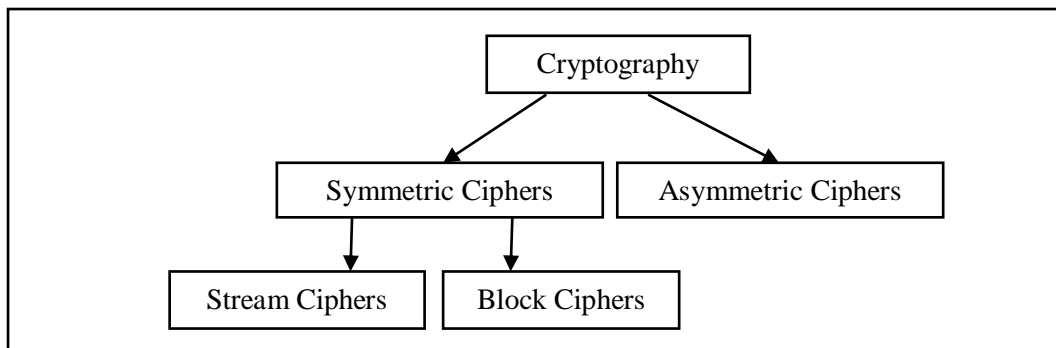 Cryptography
Symmetric Ciphers
Asymmetric Ciphers
Stream Ciphers
Block Ciphers